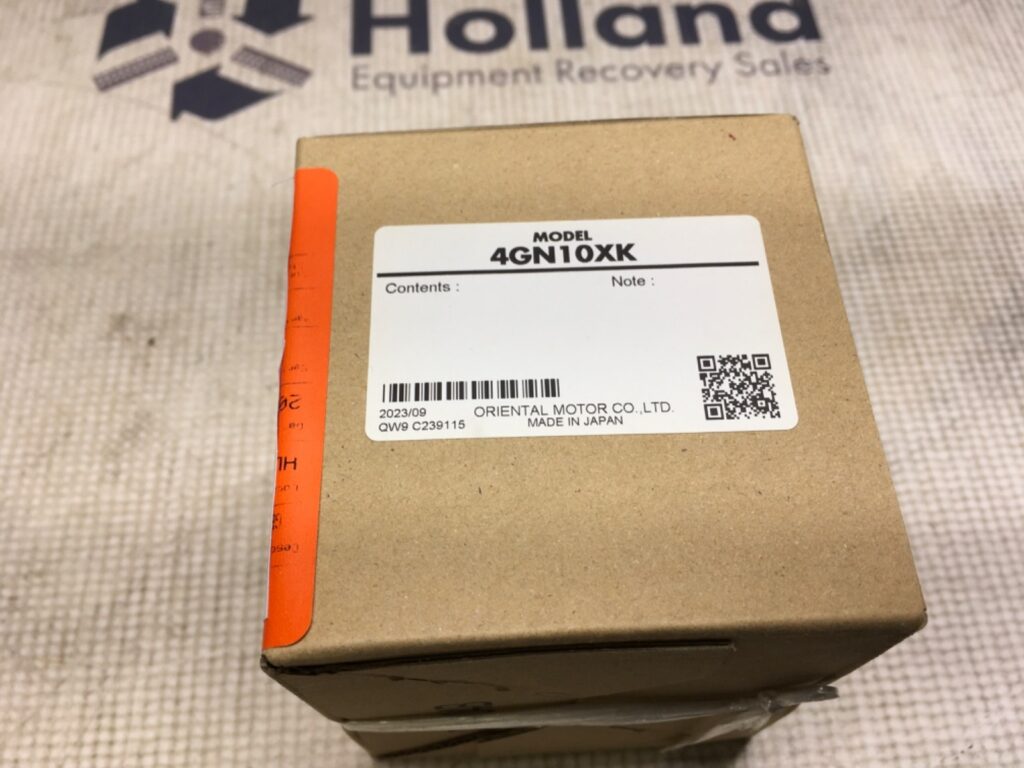 Holland
Equipment Recovery Sales
MODEL
4GN10XK
Contents :
Note :
2023/09
ORIENTAL MOTOR CO.,LTD.
QW9 C239115
MADE IN JAPAN